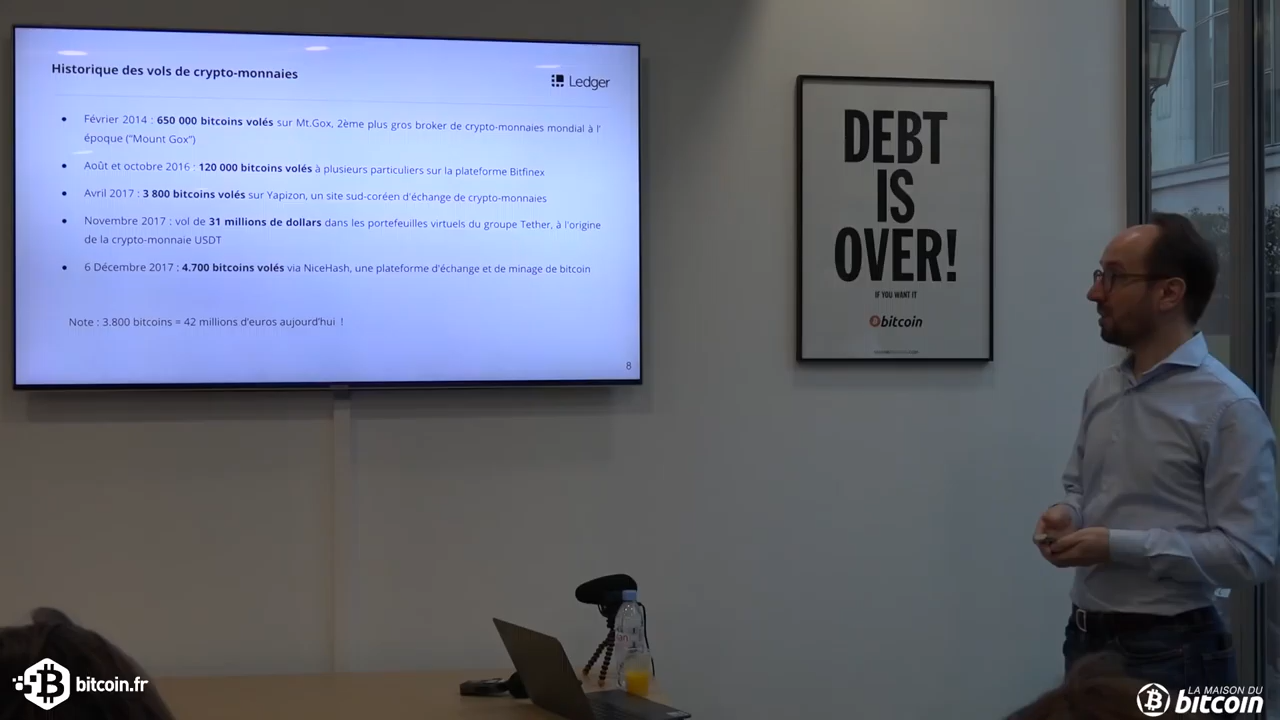 Historique des vols de crypto-monnaies
Ledger
Février 2014 : 650 000 bitcoins volés sur Mt.Gox, 2ème plus gros broker de crypto-monnaies mondial à l'
époque ("Mount Gox")
Août et octobre 2016 : 120 000 bitcoins volés à plusieurs particuliers sur la plateforme Bitfinex
Avril 2017 : 3 800 bitcoins volés sur Yapizon, un site sud-coréen d'échange de crypto-monnaies
Novembre 2017 : vol de 31 millions de dollars dans les portefeuilles virtuels du groupe Tether, à l'origine
de la crypto-monnaie USDT
6 Décembre 2017 : 4.700 bitcoins volés via NiceHash, une plateforme d'échange et de minage de bitcoin
Note : 3.800 bitcoins = 42 millions d'euros aujourd'hui !
8
DEBT
IS
OVER!
IF YOU WANT IT
bitcoin
bitcoin.fr
LA MAISON DU
bitcoin